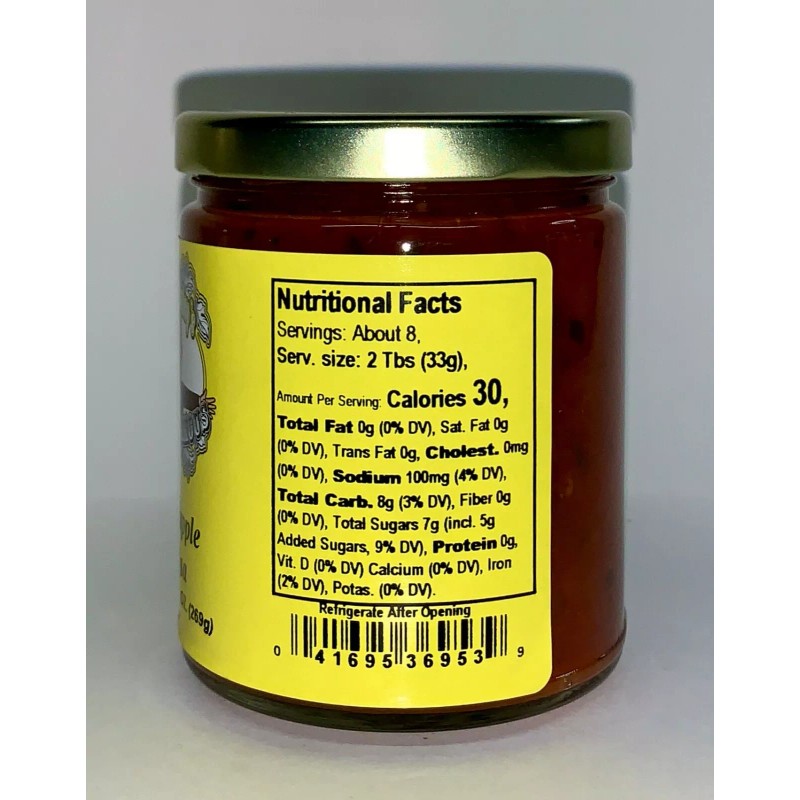 Nutritional Facts
Servings: About 8,
Serv. size: 2 Tbs (33g),
Amount Per Serving: Calories 30,
Total Fat 0g (0% DV), Sat. Fat 0g
(0% DV), Trans Fat 0g, Cholest. 0mg
(0% DV), Sodium 100mg (4% DV),
Total Carb. 8g (3% DV), Fiber 0g
(0% DV), Total Sugars 7g (incl. 5g
Added Sugars, 9% DV), Protein 0g,
Vit. D (0% DV) Calcium (0% DV), Iron
(2% DV), Potas. (0% DV).
Refrigerate After Opening
0 41695 36953 9
(269g)